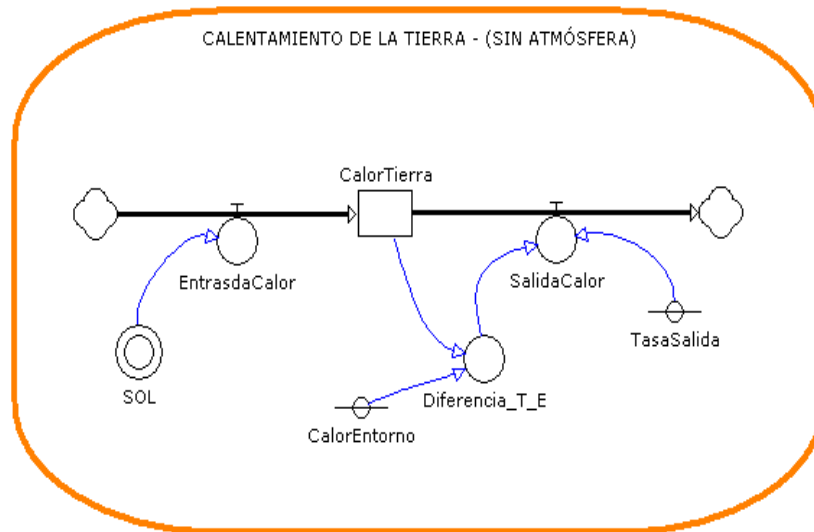 CALENTAMIENTO DE LA TIERRA - (SIN ATMÓSFERA)
CalorTierra
EntrasdaCalor
SalidaCalor
TasaSalida
SOL
Diferencia_T_E
CalorEntorno